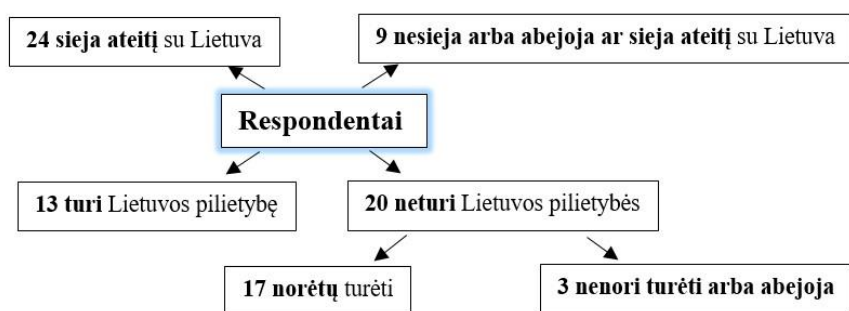 24 sieja ateitį su Lietuva
9 nesieja arba abejoja ar sieja ateitį su Lietuva
Respondentai
13 turi Lietuvos pilietybę
20 neturi Lietuvos pilietybės
17 norėtų turėti
3 nenori turėti arba abejoja